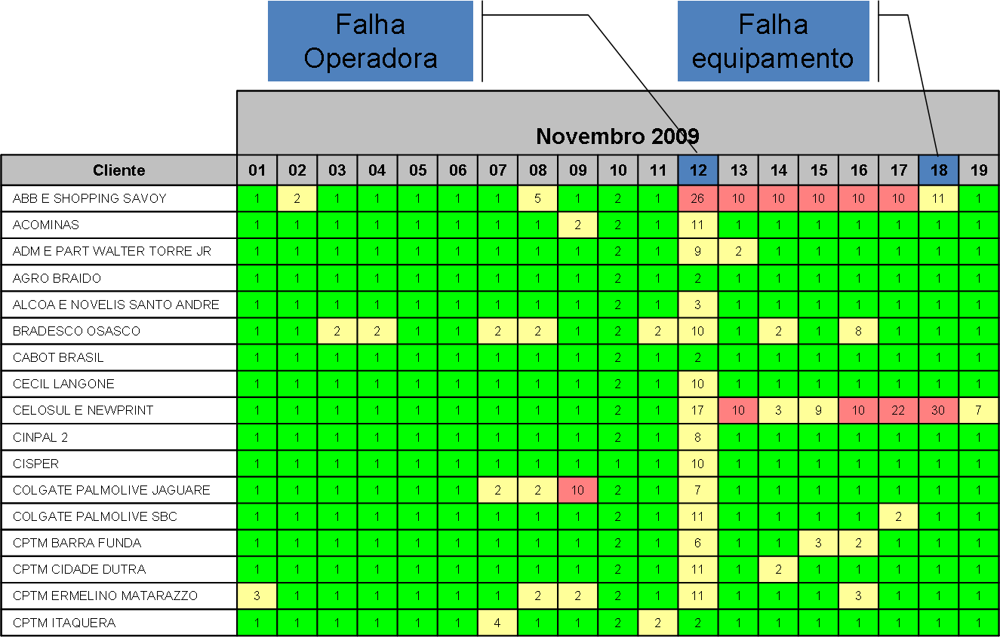 Falha
Operadora
Falha
equipamento
Novembro 2009
Cliente 01 02 03 04 05 06 07 08 09 10 11 12 13 14 15 16 17 18 19
ABB E SHOPPING SAVOY 1 2 1 1 1 1 1 5 1 2 1 26 10 10 10 10 10 11 1
ACOMINAS 1 1 1 1 1 1 1 1 2 2 1 11 1 1 1 1 1 1 1
ADM E PART WALTER TORRE JR 1 1 1 1 1 1 1 1 1 2 1 9 2 1 1 1 1 1 1
AGRO BRAIDO 1 1 1 1 1 1 1 1 1 2 1 2 1 1 1 1 1 1 1
ALCOA E NOVELIS SANTO ANDRE 1 1 1 1 1 1 1 1 1 2 1 3 1 1 1 1 1 1 1
BRADESCO OSASCO 1 1 2 2 1 1 2 2 1 2 2 10 1 2 1 8 1 1 1
CABOT BRASIL 1 1 1 1 1 1 1 1 1 2 1 2 1 1 1 1 1 1 1
CECIL LANGONE 1 1 1 1 1 1 1 1 1 2 1 10 1 1 1 1 1 1 1
CELOSUL E NEWPRINT 1 1 1 1 1 1 1 1 1 2 1 17 10 3 9 10 22 30 7
CINPAL 2 1 1 1 1 1 1 1 1 1 2 1 8 1 1 1 1 1 1 1
CISPER 1 1 1 1 1 1 1 1 1 1 1 10 1 1 1 1 1 1 1
COLGATE PALMOLIVE JAGUARE 1 1 1 1 1 1 2 2 10 2 1 7 1 1 1 1 1 1 1
COLGATE PALMOLIVE SBC 1 1 1 1 1 1 1 1 1 2 1 11 1 1 1 1 2 1 1
CPTM BARRA FUNDA 1 1 1 1 1 1 1 1 1 2 1 6 1 1 3 2 1 1 1
CPTM CIDADE DUTRA 1 1 1 1 1 1 1 1 1 2 1 11 1 2 1 1 1 1 1
CPTM ERMELINO MATARAZZO 3 1 1 1 1 1 1 2 2 2 1 11 1 1 1 3 1 1 1
CPTM ITAQUERA 1 1 1 1 1 1 4 1 1 2 2 2 1 1 1 1 1 1 1